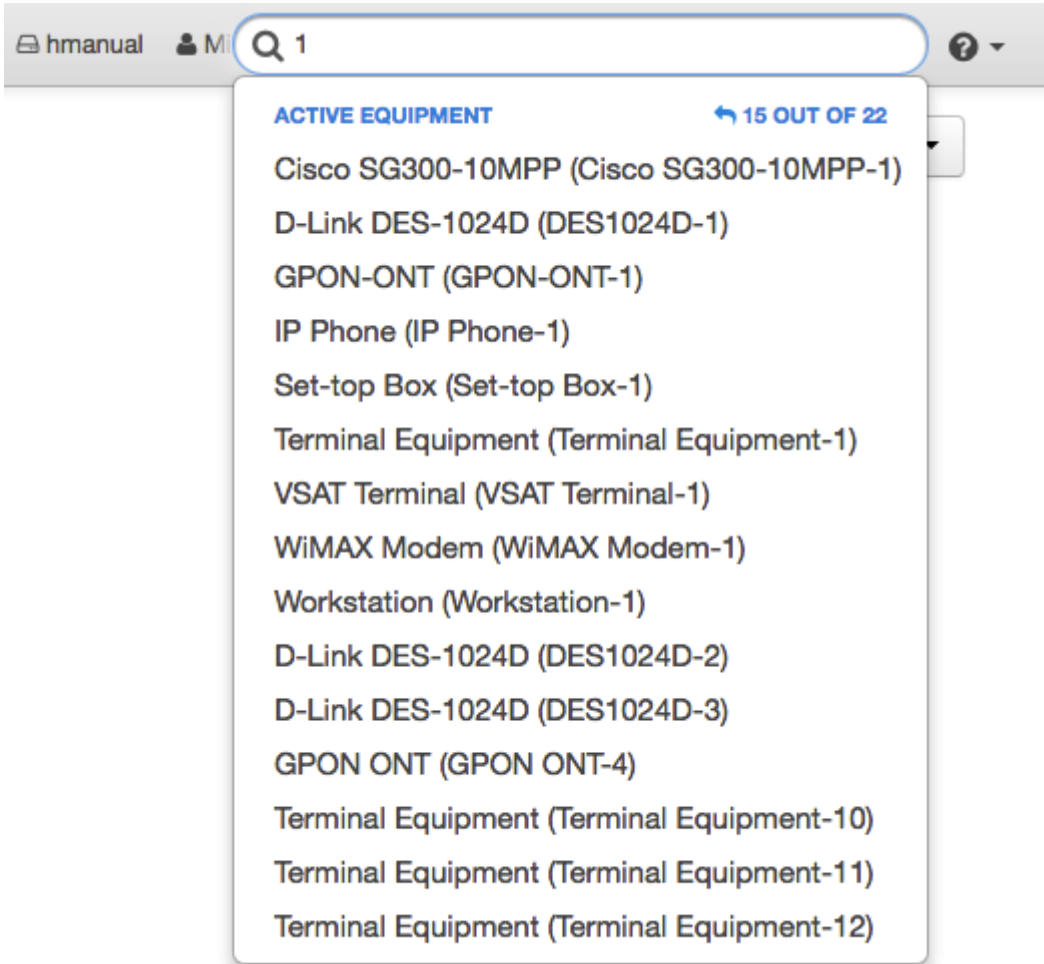 hmanual Mi 1
ACTIVE EQUIPMENT 15 OUT OF 22
Cisco SG300-10MPP (Cisco SG300-10MPP-1)
D-Link DES-1024D (DES1024D-1)
GPON-ONT (GPON-ONT-1)
IP Phone (IP Phone-1)
Set-top Box (Set-top Box-1)
Terminal Equipment (Terminal Equipment-1)
VSAT Terminal (VSAT Terminal-1)
WiMAX Modem (WiMAX Modem-1)
Workstation (Workstation-1)
D-Link DES-1024D (DES1024D-2)
D-Link DES-1024D (DES1024D-3)
GPON ONT (GPON ONT-4)
Terminal Equipment (Terminal Equipment-10)
Terminal Equipment (Terminal Equipment-11)
Terminal Equipment (Terminal Equipment-12)